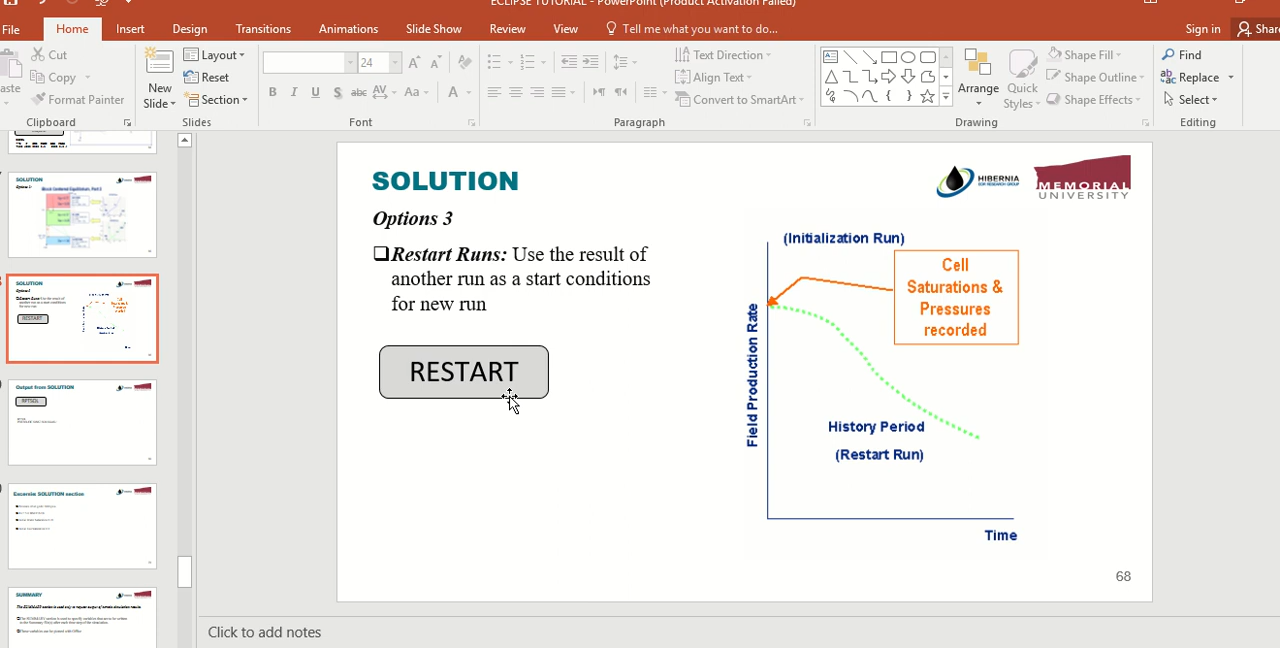 ECLIPSE TUTORIAL - PowerPoint (Product Activation Failed)
File Home Insert Design Transitions Animations Slide Show Review View Tell me what you want to do... Sign in Share
Cut
Copy
Format Painter
Clipboard
New
Slide
Layout
Reset
Section
Slides
24
B I U S abc AV Aa A
Font
Text Direction
Align Text
Convert to SmartArt
Paragraph
Arrange
Quick
Styles
Shape Fill
Shape Outline
Shape Effects
Drawing
Find
Replace
Select
Editing
SOLUTION
SOLUTION
Output from SOLUTION
SUMMARY
SOLUTION
Options 3
Restart Runs: Use the result of
another run as a start conditions
for new run
RESTART
HIBERNIA
MEMORIAL
UNIVERSITY
(Initialization Run)
Cell
Saturations &
Pressures
recorded
Field Production Rate
History Period
(Restart Run)
Time
68
Click to add notes